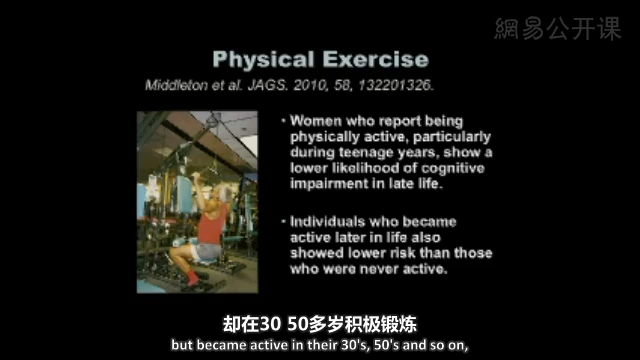 網易公开课
Physical Exercise
Middleton et al. JAGS. 2010, 58, 132201326.
• Women who report being
physically active, particularly
during teenage years, show a
lower likelihood of cognitive
impairment in late life.
• Individuals who became
active later in life also
showed lower risk than those
who were never active.
却在30 50多岁积极锻炼
but became active in their 30's, 50's and so on,